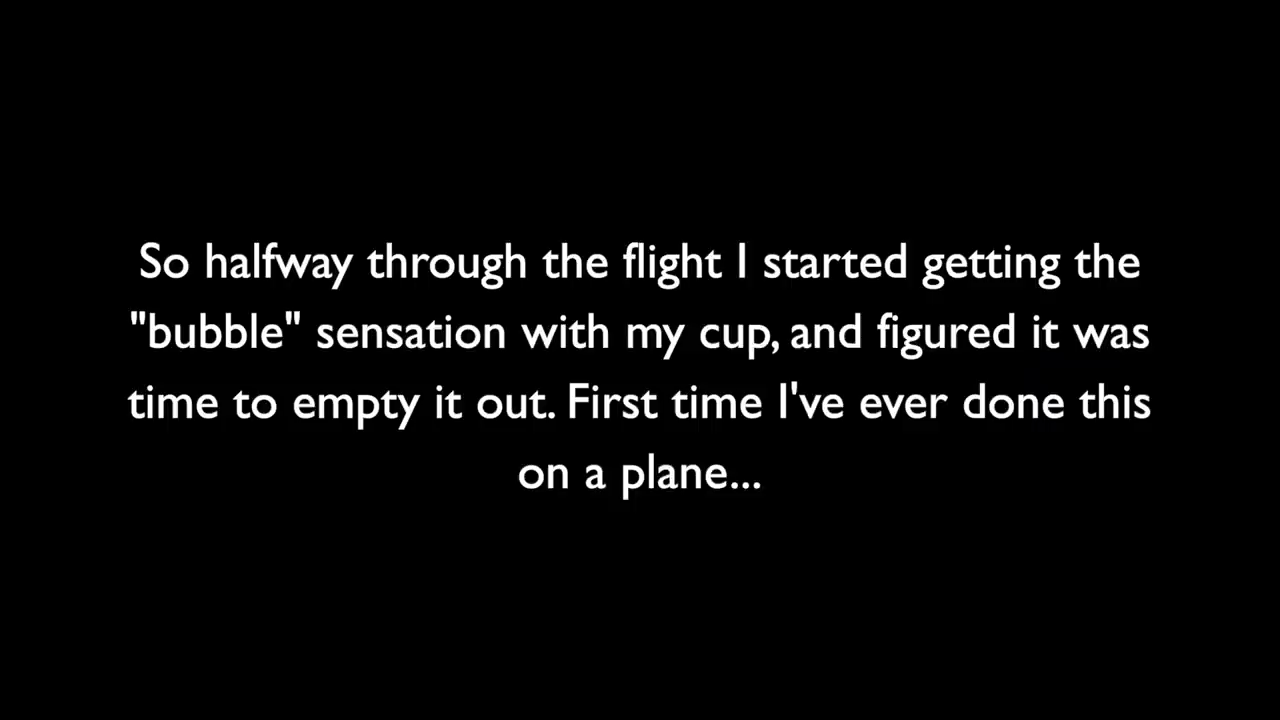 So halfway through the flight I started getting the
"bubble" sensation with my cup, and figured it was
time to empty it out. First time I've ever done this
on a plane...